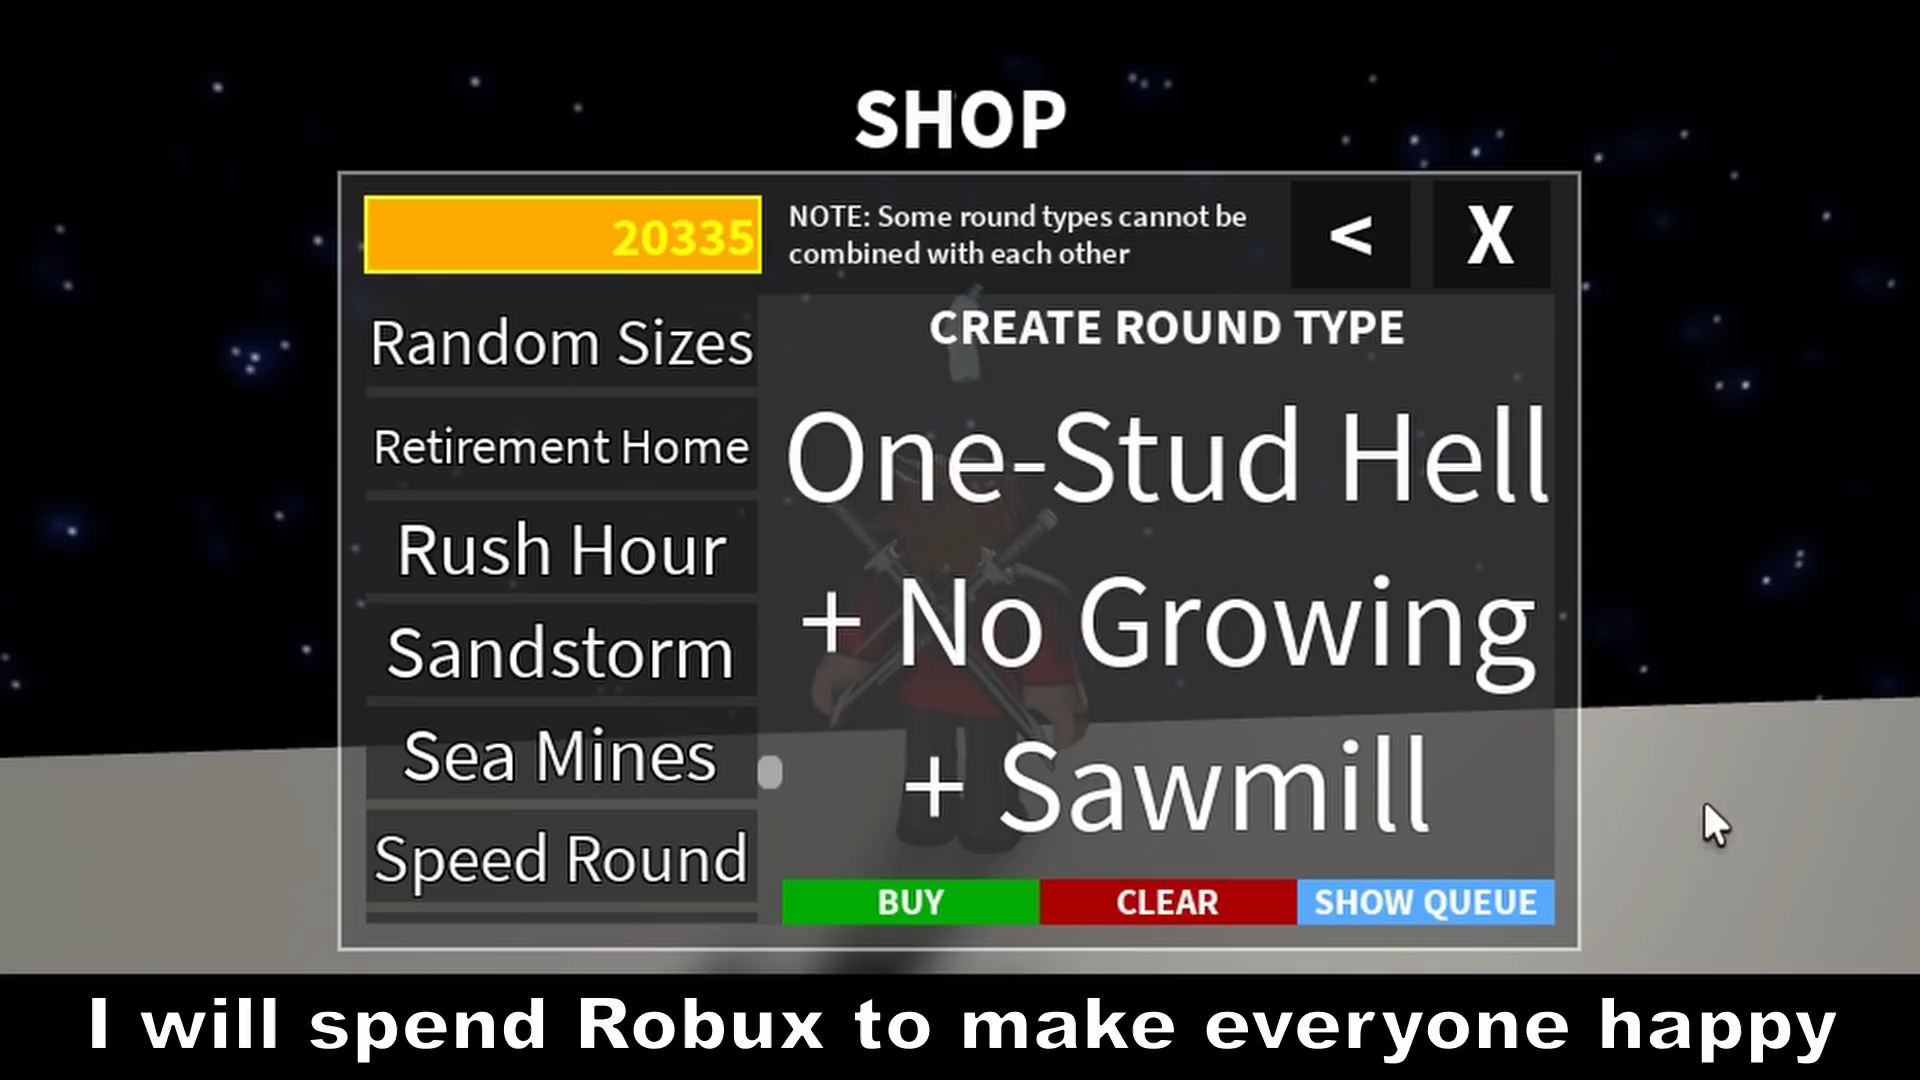 SHOP
20335
NOTE: Some round types cannot be
combined with each other
<
X
Random Sizes
Retirement Home
Rush Hour
Sandstorm
Sea Mines
Speed Round
CREATE ROUND TYPE
One-Stud Hell
+ No Growing
+ Sawmill
BUY
CLEAR
SHOW QUEUE
I will spend Robux to make everyone happy